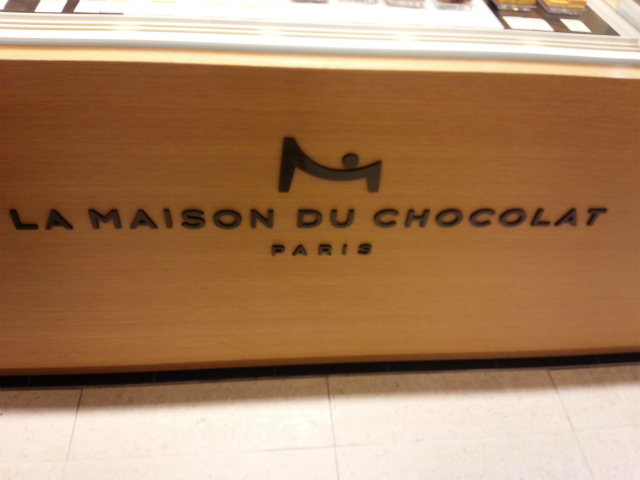 LA MAISON DU CHOCOLAT
PARIS